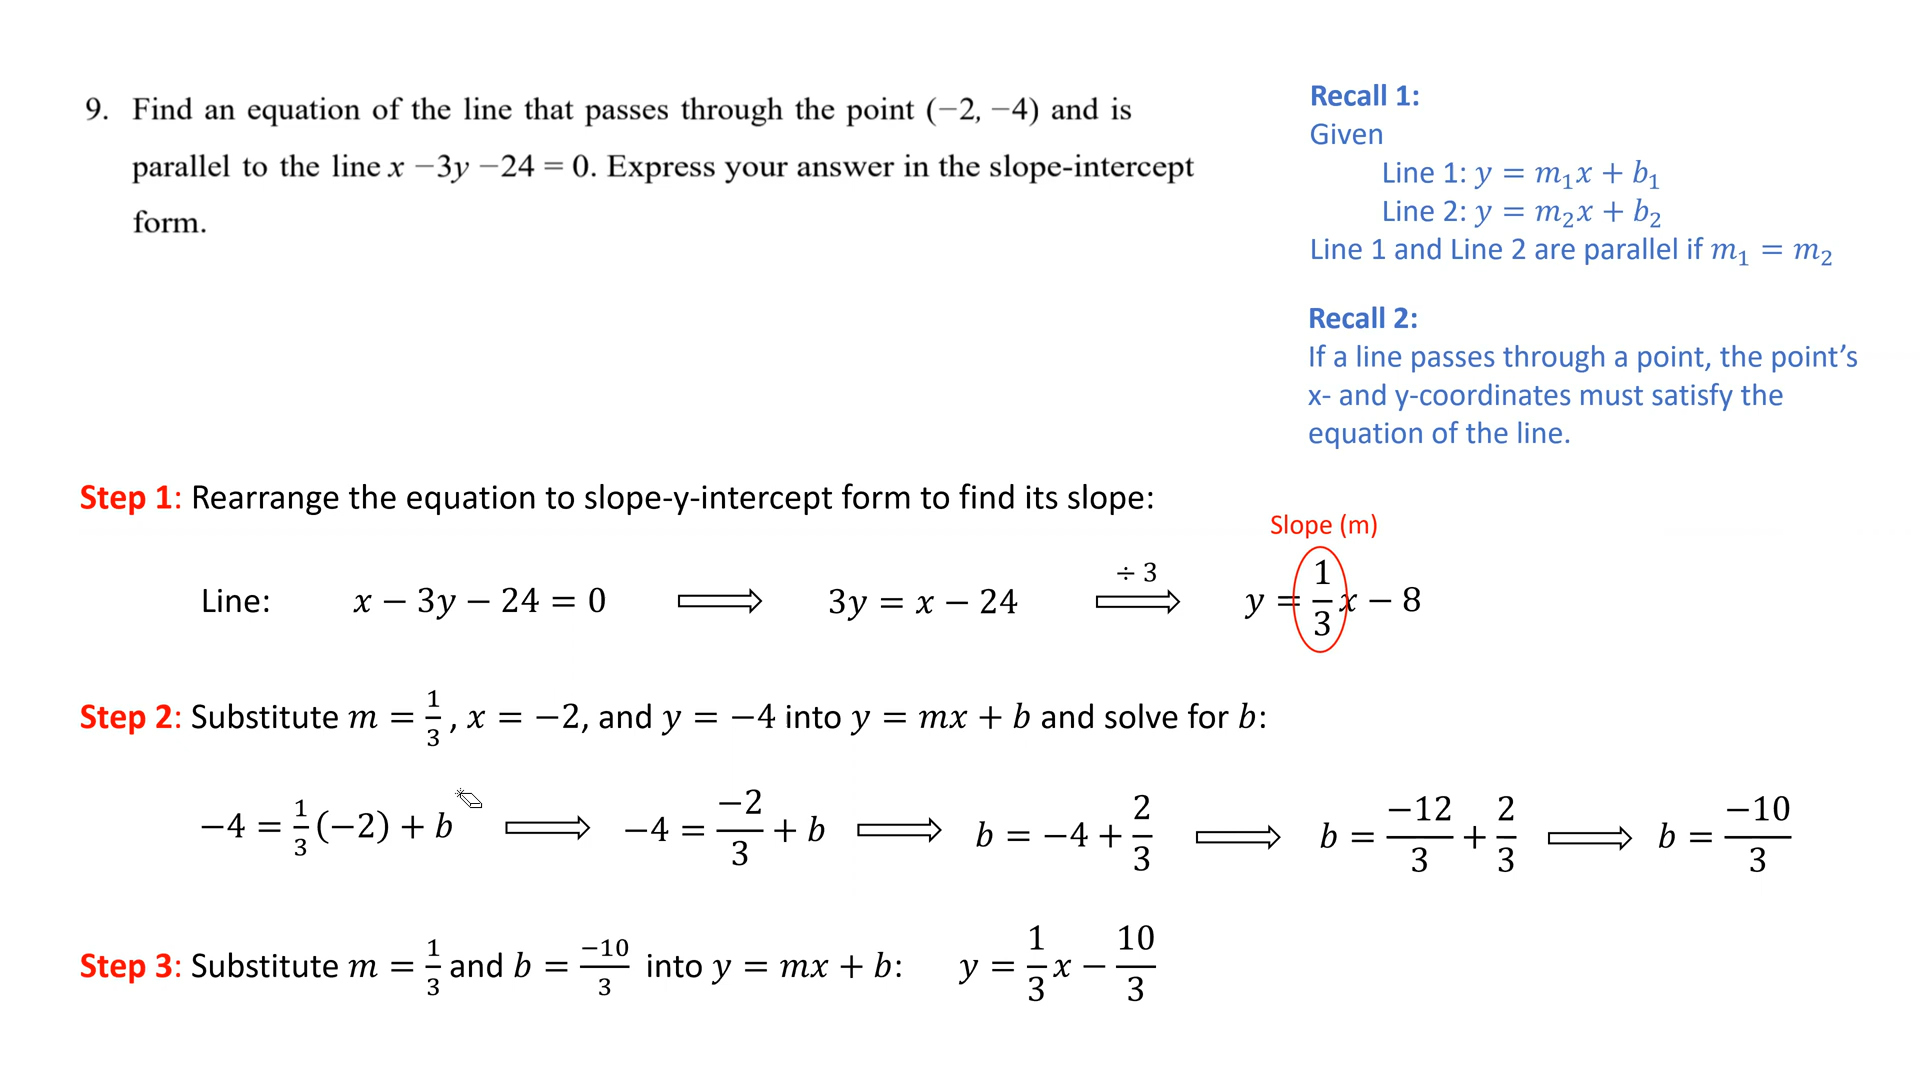 9. Find an equation of the line that passes through the point (−2, −4) and is
parallel to the line x −3y −24 = 0. Express your answer in the slope-intercept
form.
Recall 1:
Given
Line 1: y = m₁x + b₁
Line 2: y = m₂x + b₂
Line 1 and Line 2 are parallel if m₁ = m₂
Recall 2:
If a line passes through a point, the point’s
x- and y-coordinates must satisfy the
equation of the line.
Step 1: Rearrange the equation to slope-y-intercept form to find its slope:
Slope (m)
Line: x − 3y − 24 = 0 ⟹ 3y = x − 24 ÷ 3 ⟹ y = 1/3 x − 8
Step 2: Substitute m = 1/3, x = −2, and y = −4 into y = mx + b and solve for b:
−4 = 1/3 (−2) + b ⟹ −4 = −2/3 + b ⟹ b = −4 + 2/3 ⟹ b = −12/3 + 2/3 ⟹ b = −10/3
Step 3: Substitute m = 1/3 and b = −10/3 into y = mx + b: y = 1/3 x − 10/3